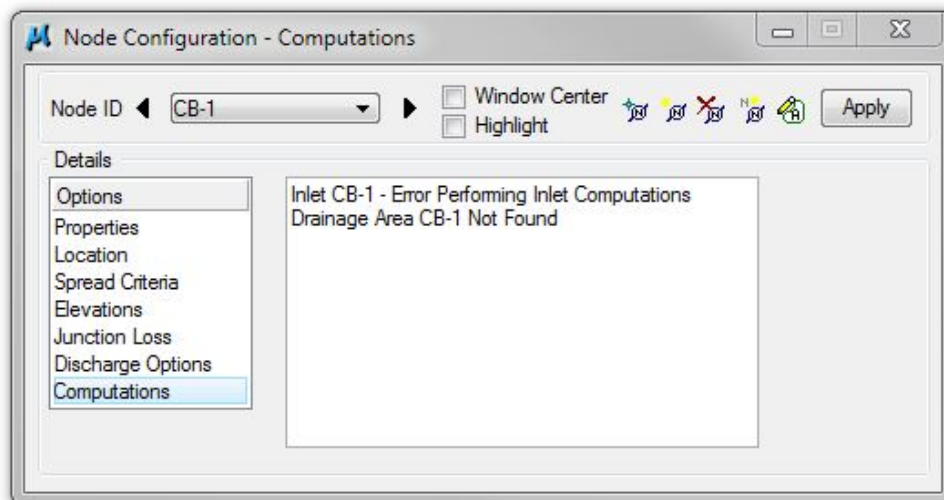 Node Configuration - Computations
Node ID CB-1 Window Center Apply
Highlight
Details
Options
Properties
Location
Spread Criteria
Elevations
Junction Loss
Discharge Options
Computations
Inlet CB-1 - Error Performing Inlet Computations
Drainage Area CB-1 Not Found